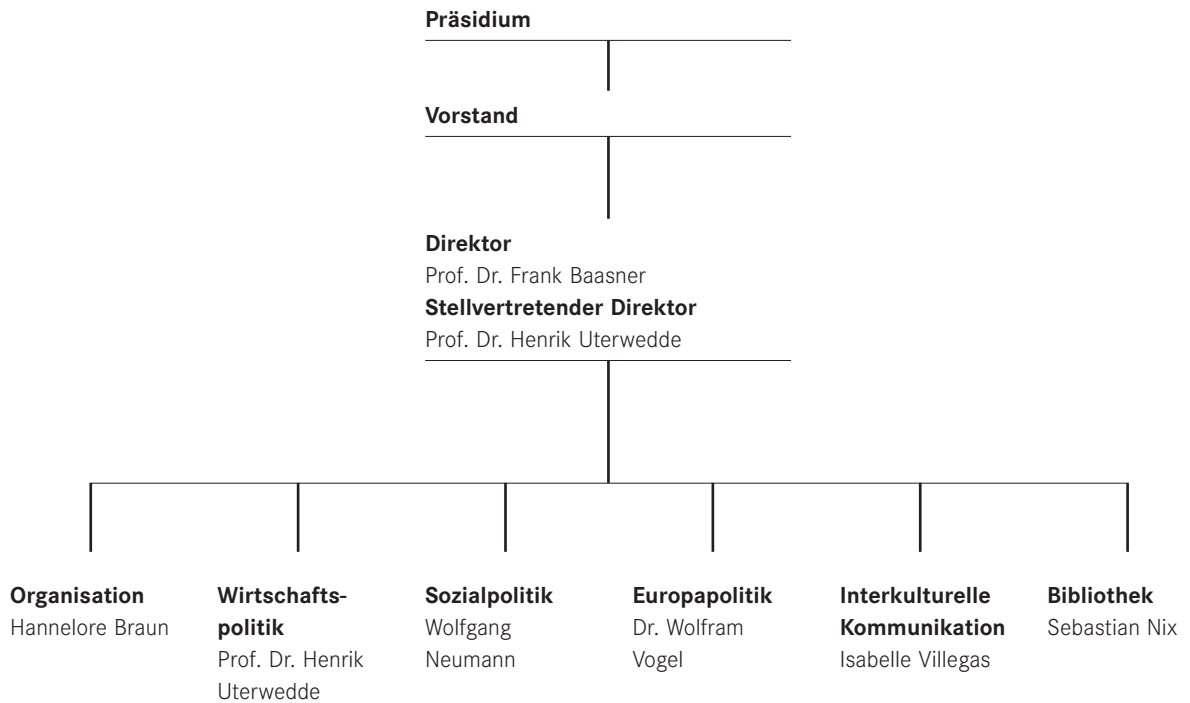 Präsidium
Vorstand
Direktor
Prof. Dr. Frank Baasner
Stellvertretender Direktor
Prof. Dr. Henrik Uterwedde
Organisation
Hannelore Braun
Wirtschafts-
politik
Prof. Dr. Henrik
Uterwedde
Sozialpolitik
Wolfgang
Neumann
Europapolitik
Dr. Wolfram
Vogel
Interkulturelle
Kommunikation
Isabelle Villegas
Bibliothek
Sebastian Nix